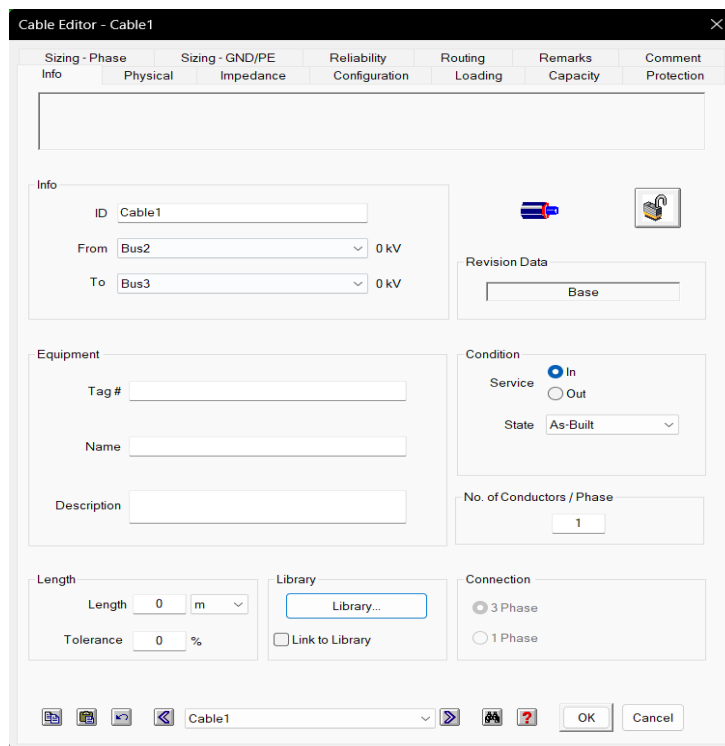 Cable Editor - Cable1
Sizing - Phase Sizing - GND/PE Reliability Routing Remarks Comment
Info Physical Impedance Configuration Loading Capacity Protection
Info
ID Cable1
From Bus2 0 kV
To Bus3 0 kV
Revision Data
Base
Equipment
Tag #
Name
Description
Condition
Service In
Out
State As-Built
No. of Conductors / Phase
1
Length
Length 0 m
Tolerance 0 %
Library
Library...
Link to Library
Connection
3 Phase
1 Phase
Cable1 ? OK Cancel